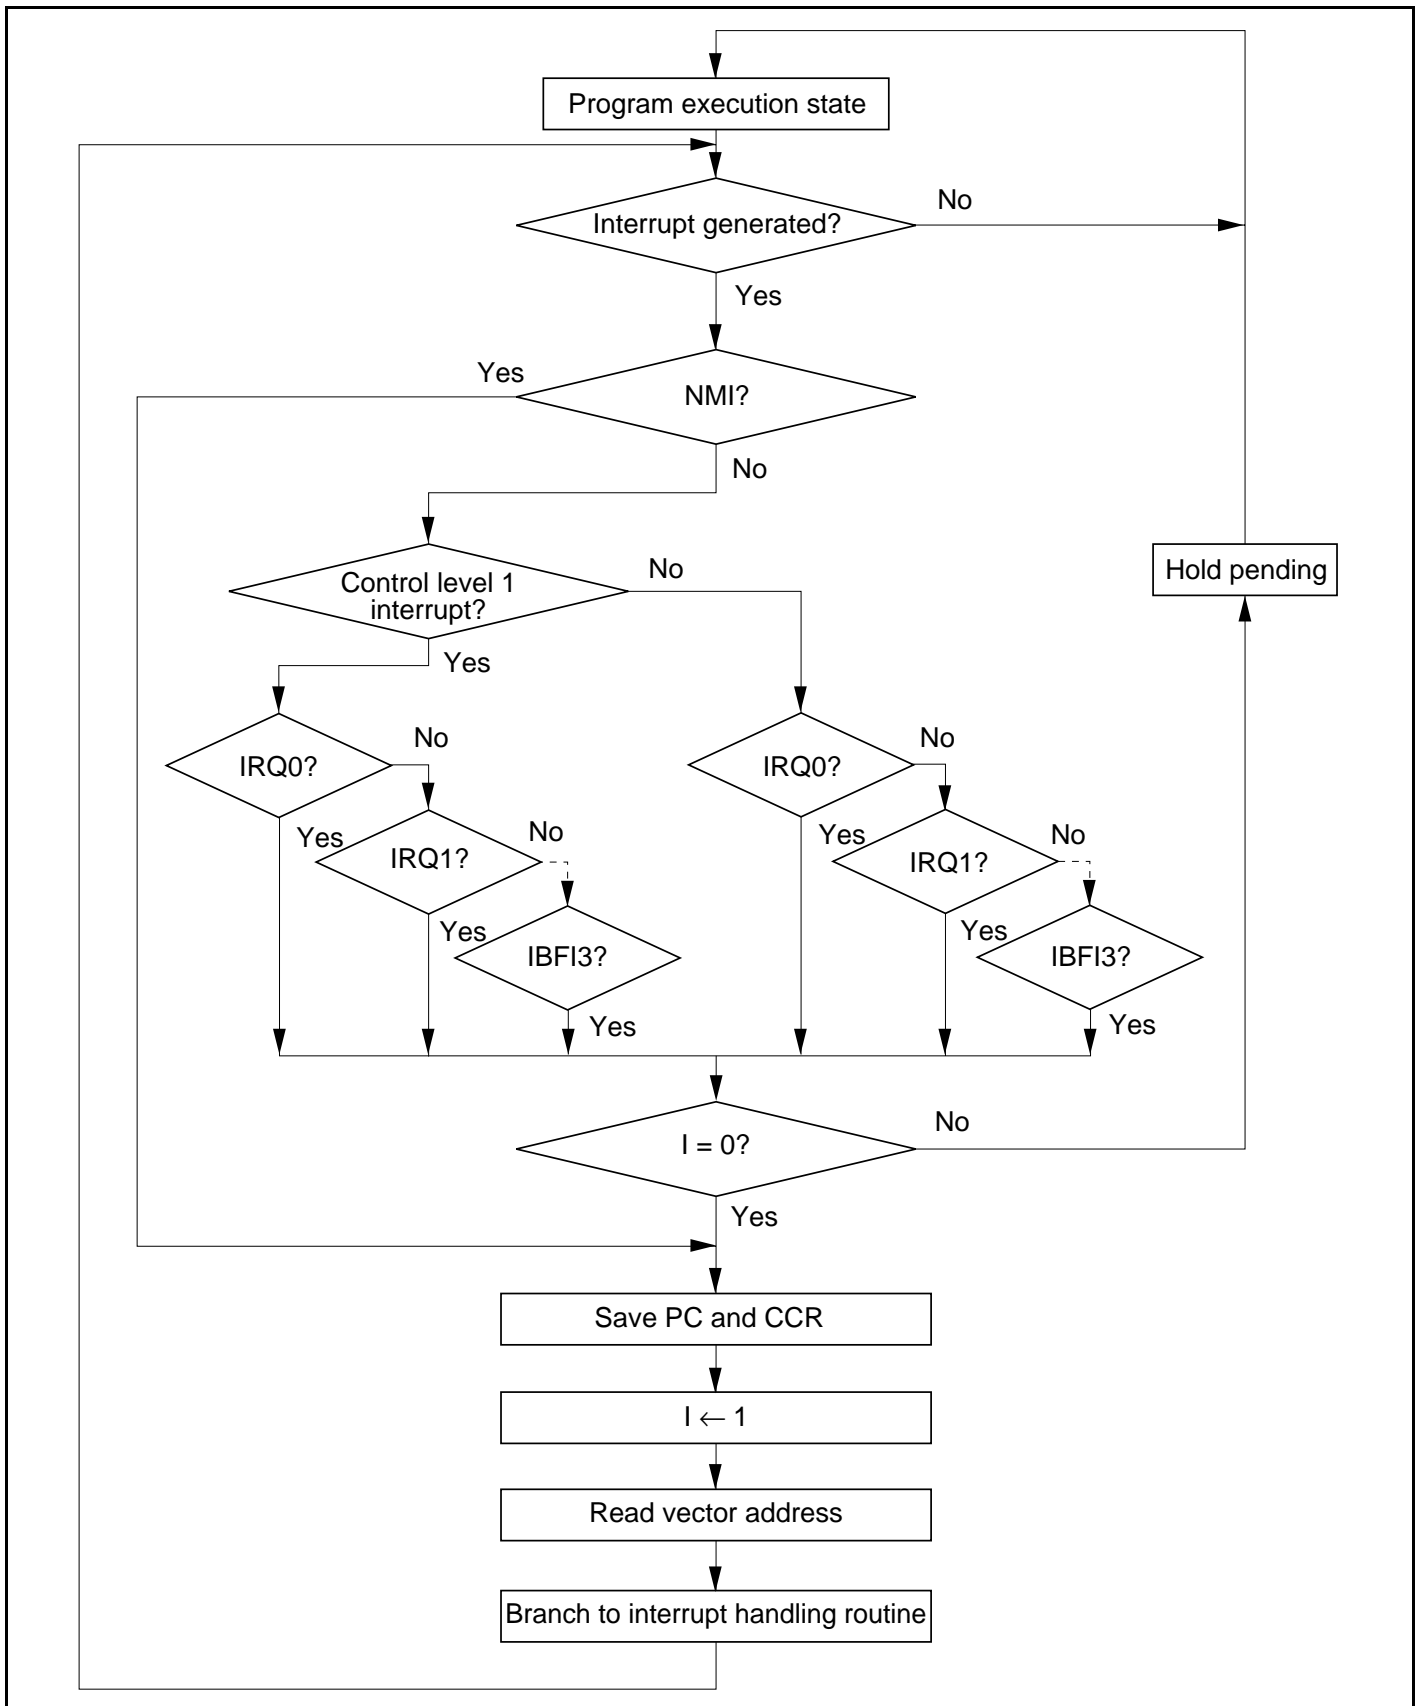 Program execution state
Interrupt generated?
No
Yes
Yes
NMI?
No
Hold pending
Control level 1
interrupt?
No
Yes
IRQ0?
No
IRQ0?
No
Yes
IRQ1?
No
Yes
IRQ1?
No
Yes
IBFI3?
Yes
IBFI3?
Yes
Yes
I = 0?
No
Yes
Save PC and CCR
I ← 1
Read vector address
Branch to interrupt handling routine